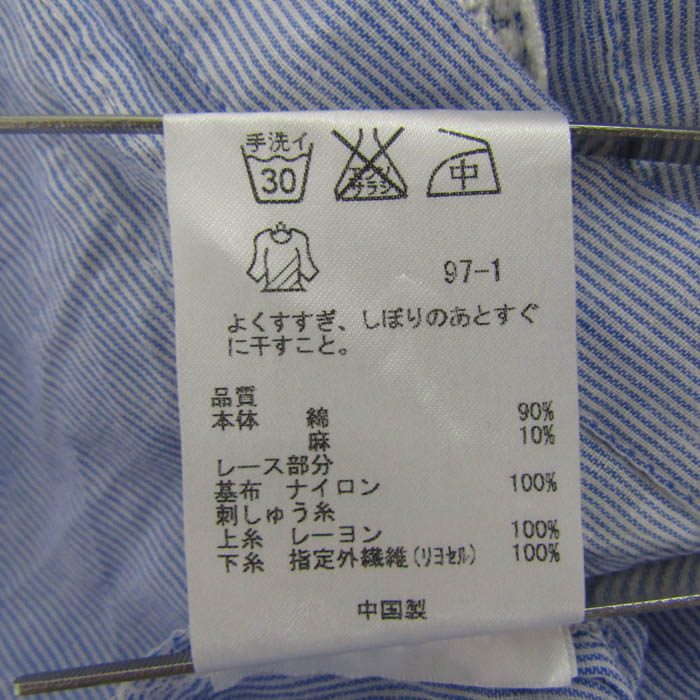 手洗イ
30
エンソ
サラシ
中
97-1
よくすすぎ、しぼりのあとすぐ
に干すこと。
品質
本体 綿 90%
麻 10%
レース部分
基布 ナイロン 100%
刺しゅう糸
上糸 レーヨン 100%
下糸 指定外繊維(リヨセル) 100%
中国製